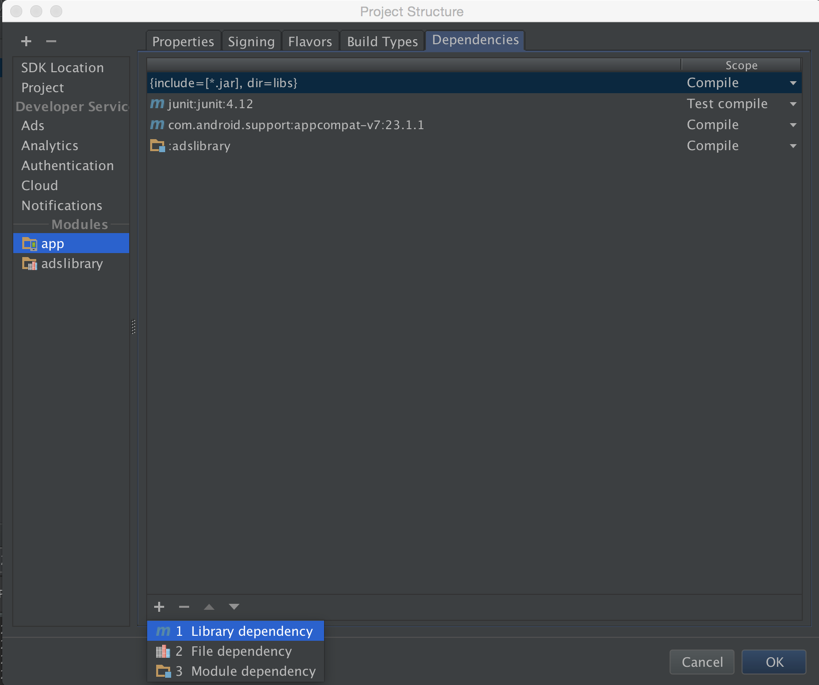 Project Structure
Properties Signing Flavors Build Types Dependencies
SDK Location
Project
Developer Servic
Ads
Analytics
Authentication
Cloud
Notifications
Modules
app
adslibrary
Scope
{include=[*.jar], dir=libs} Compile
m junit:junit:4.12 Test compile
m com.android.support:appcompat-v7:23.1.1 Compile
:adslibrary Compile
m 1 Library dependency
2 File dependency
3 Module dependency
Cancel OK